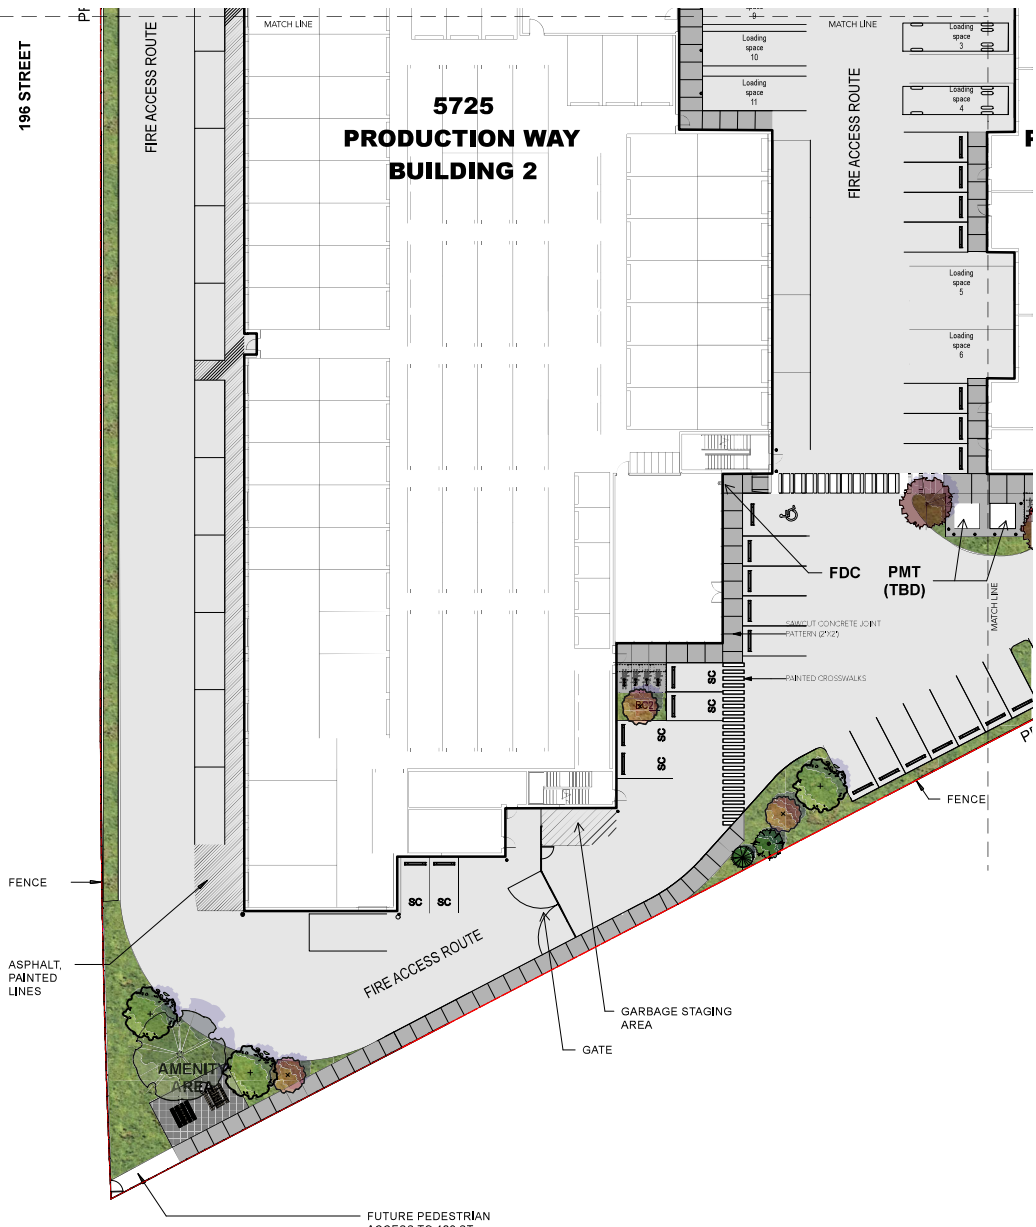 196 STREET
FIRE ACCESS ROUTE
MATCH LINE
5725
PRODUCTION WAY
BUILDING 2
9
Loading
space
10
Loading
space
11
MATCH LINE
FIRE ACCESS ROUTE
Loading
space
3
Loading
space
4
Loading
space
5
Loading
space
6
FDC
PMT
(TBD)
MATCH LINE
SAWCUT CONCRETE JOINT
PATTERN (2'X2')
PAINTED CROSSWALKS
SC
SC
SC
SC
FENCE
FENCE
SC
SC
ASPHALT,
PAINTED
LINES
FIRE ACCESS ROUTE
GARBAGE STAGING
AREA
GATE
AMENITY
AREA
FUTURE PEDESTRIAN